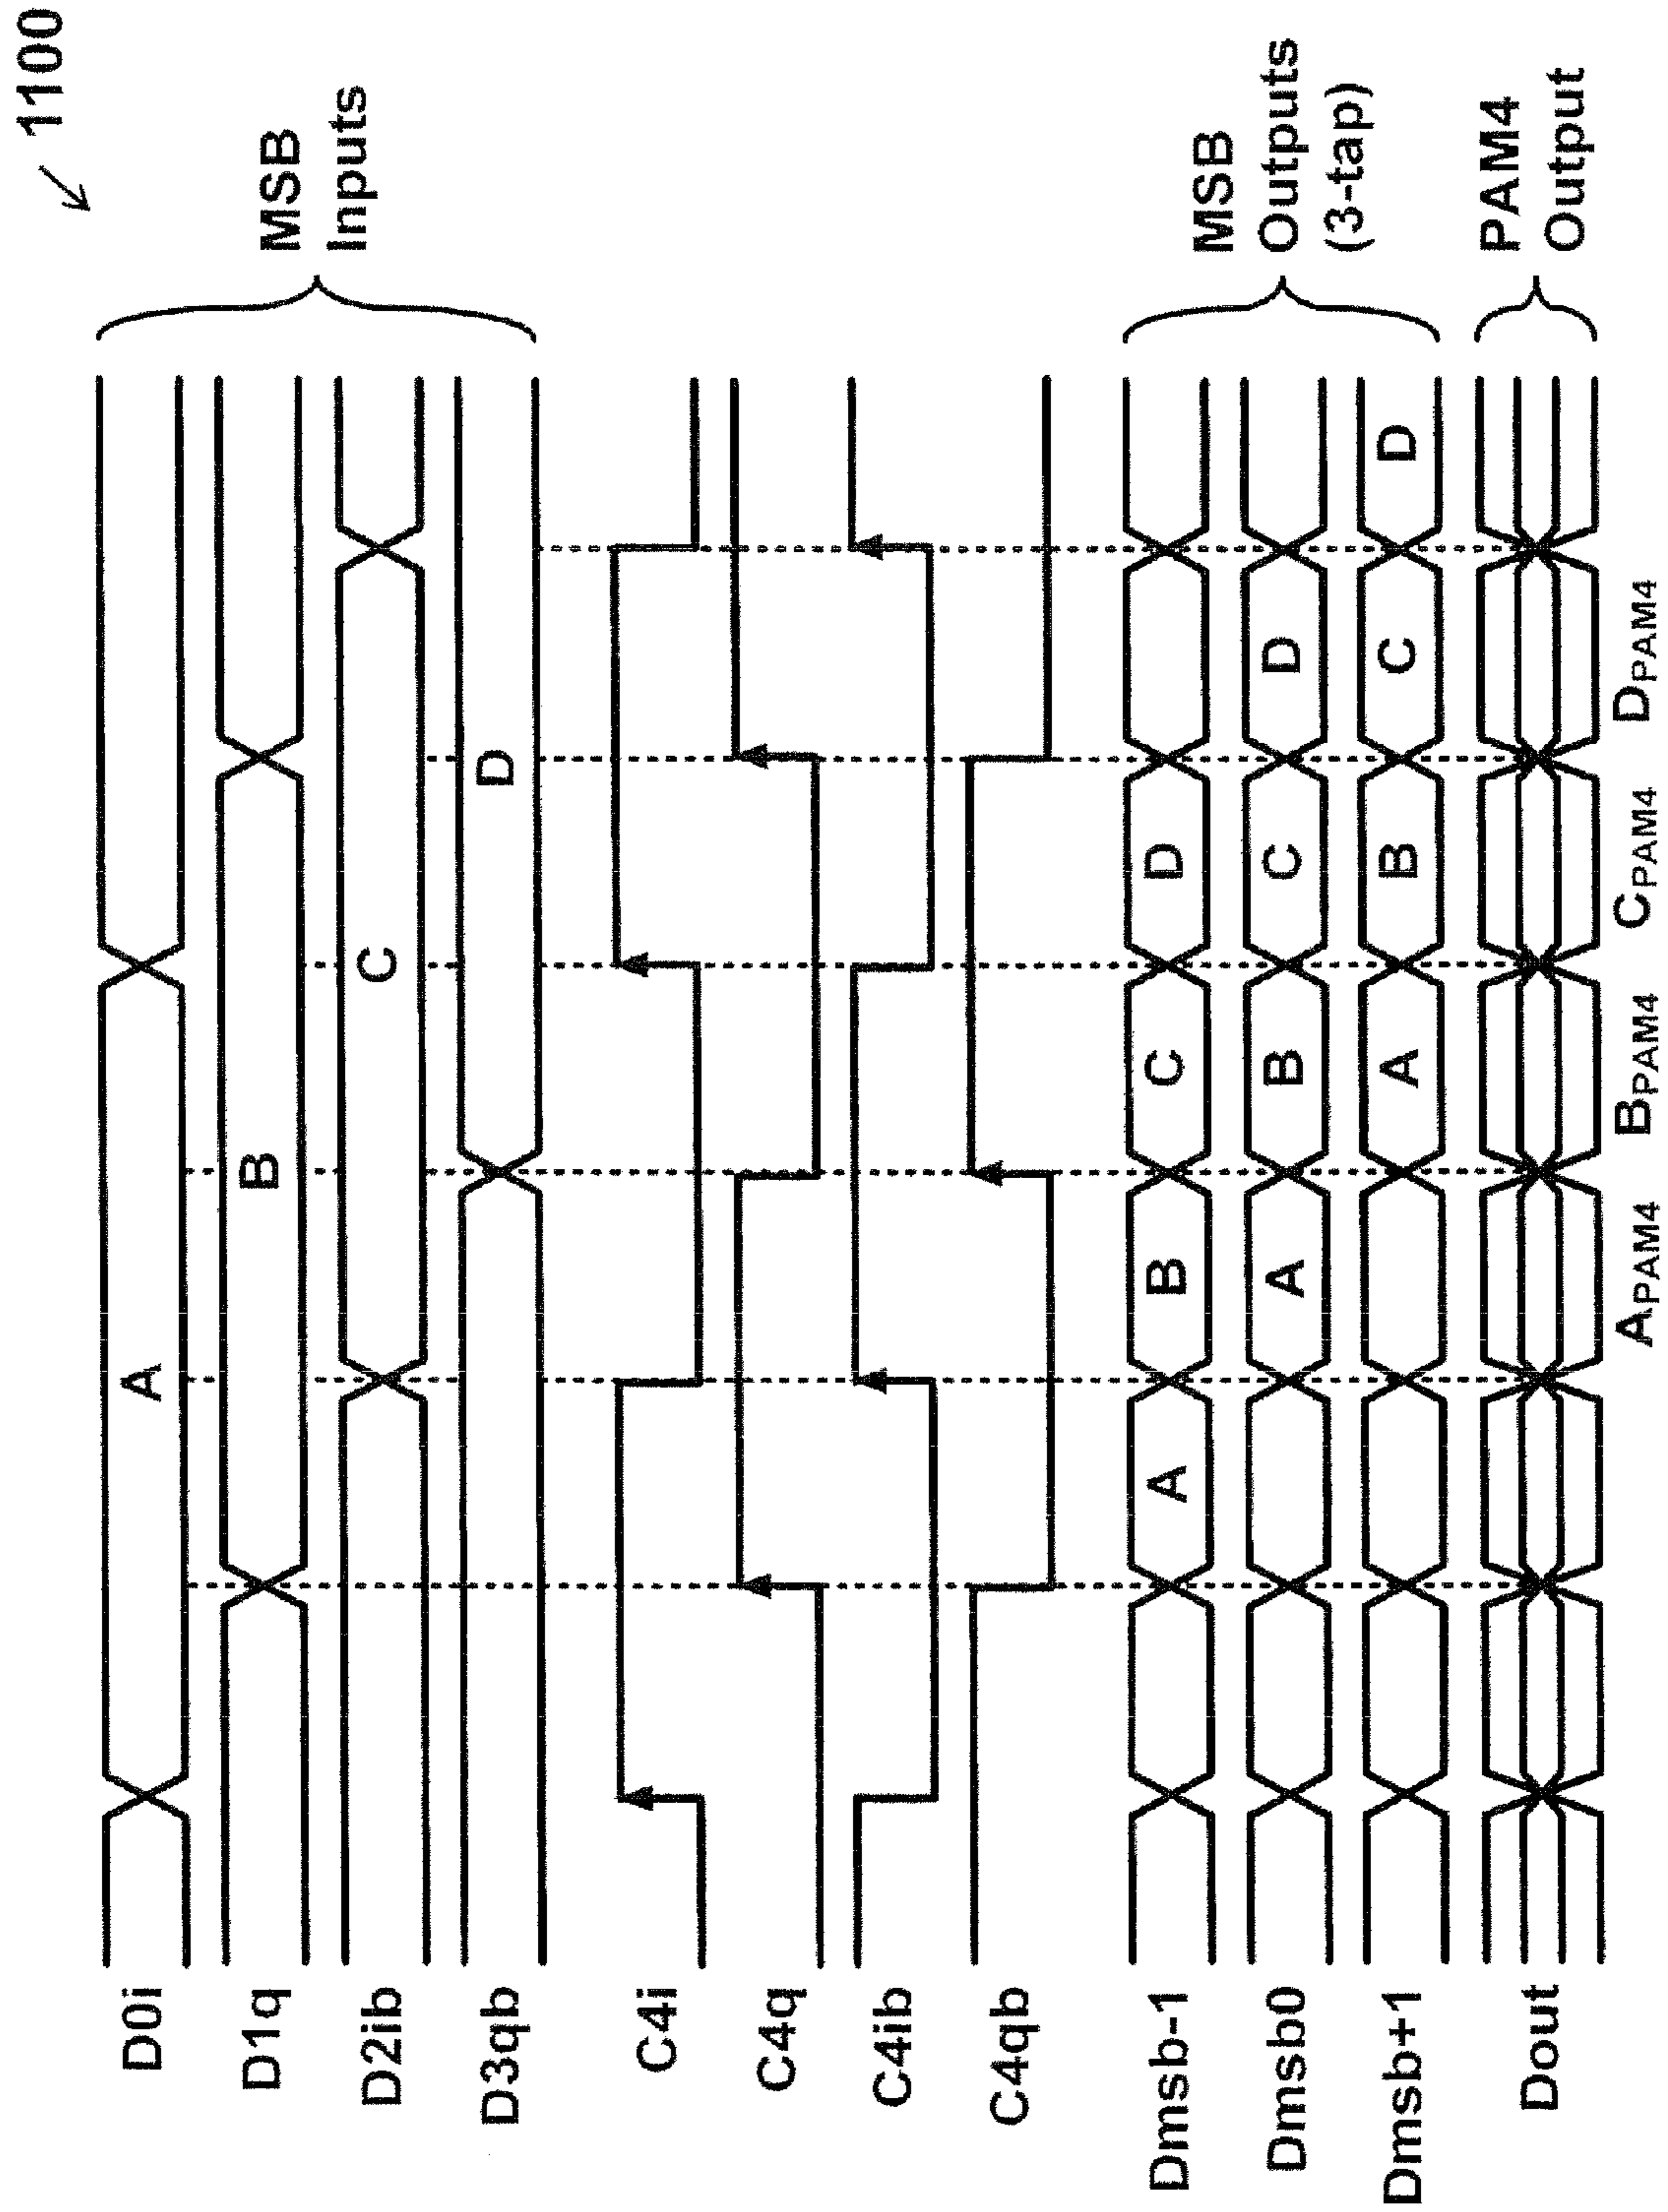 1100
D0i
A
MSB
Inputs
D1q
B
D2ib
C
D3qb
D
C4i
C4q
C4ib
C4qb
Dmsb-1
A
B
C
D
MSB
Outputs
(3-tap)
Dmsb0
A
B
C
D
Dmsb+1
A
B
C
D
Dout
PAM4
Output
APAM4
BPAM4
CPAM4
DPAM4